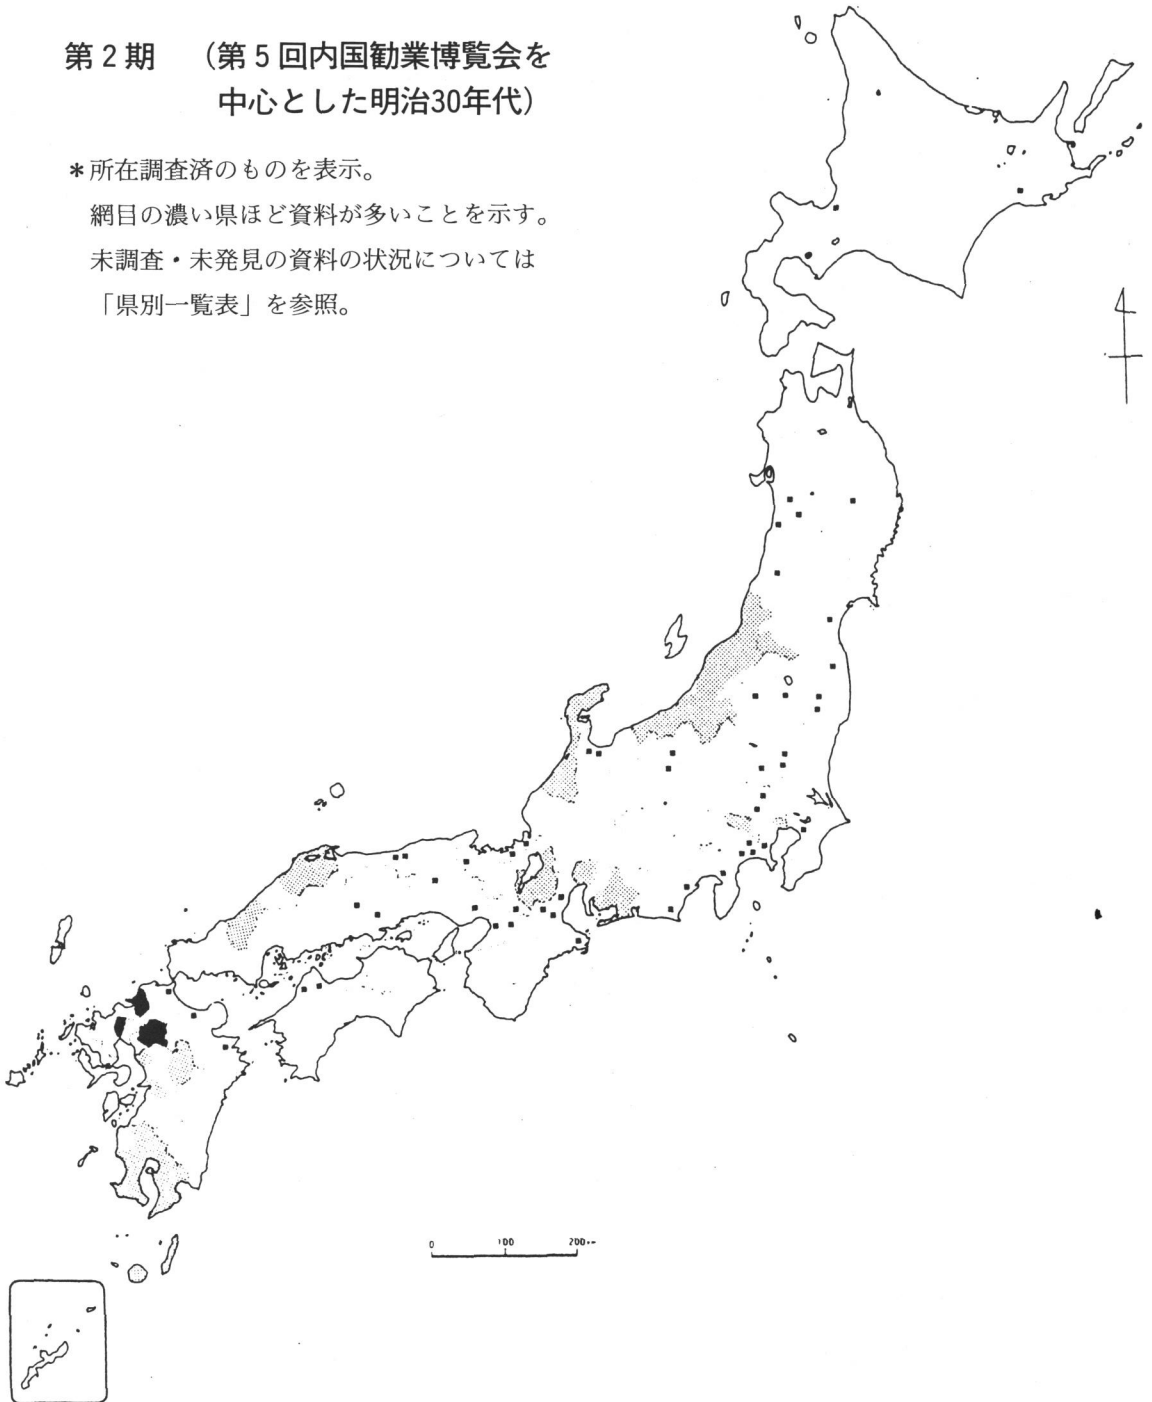 第2期 (第5回内国勧業博覧会を
中心とした明治30年代)
*所在調査済のものを表示。
網目の濃い県ほど資料が多いことを示す。
未調査・未発見の資料の状況については
「県別一覧表」を参照。
0 100 200